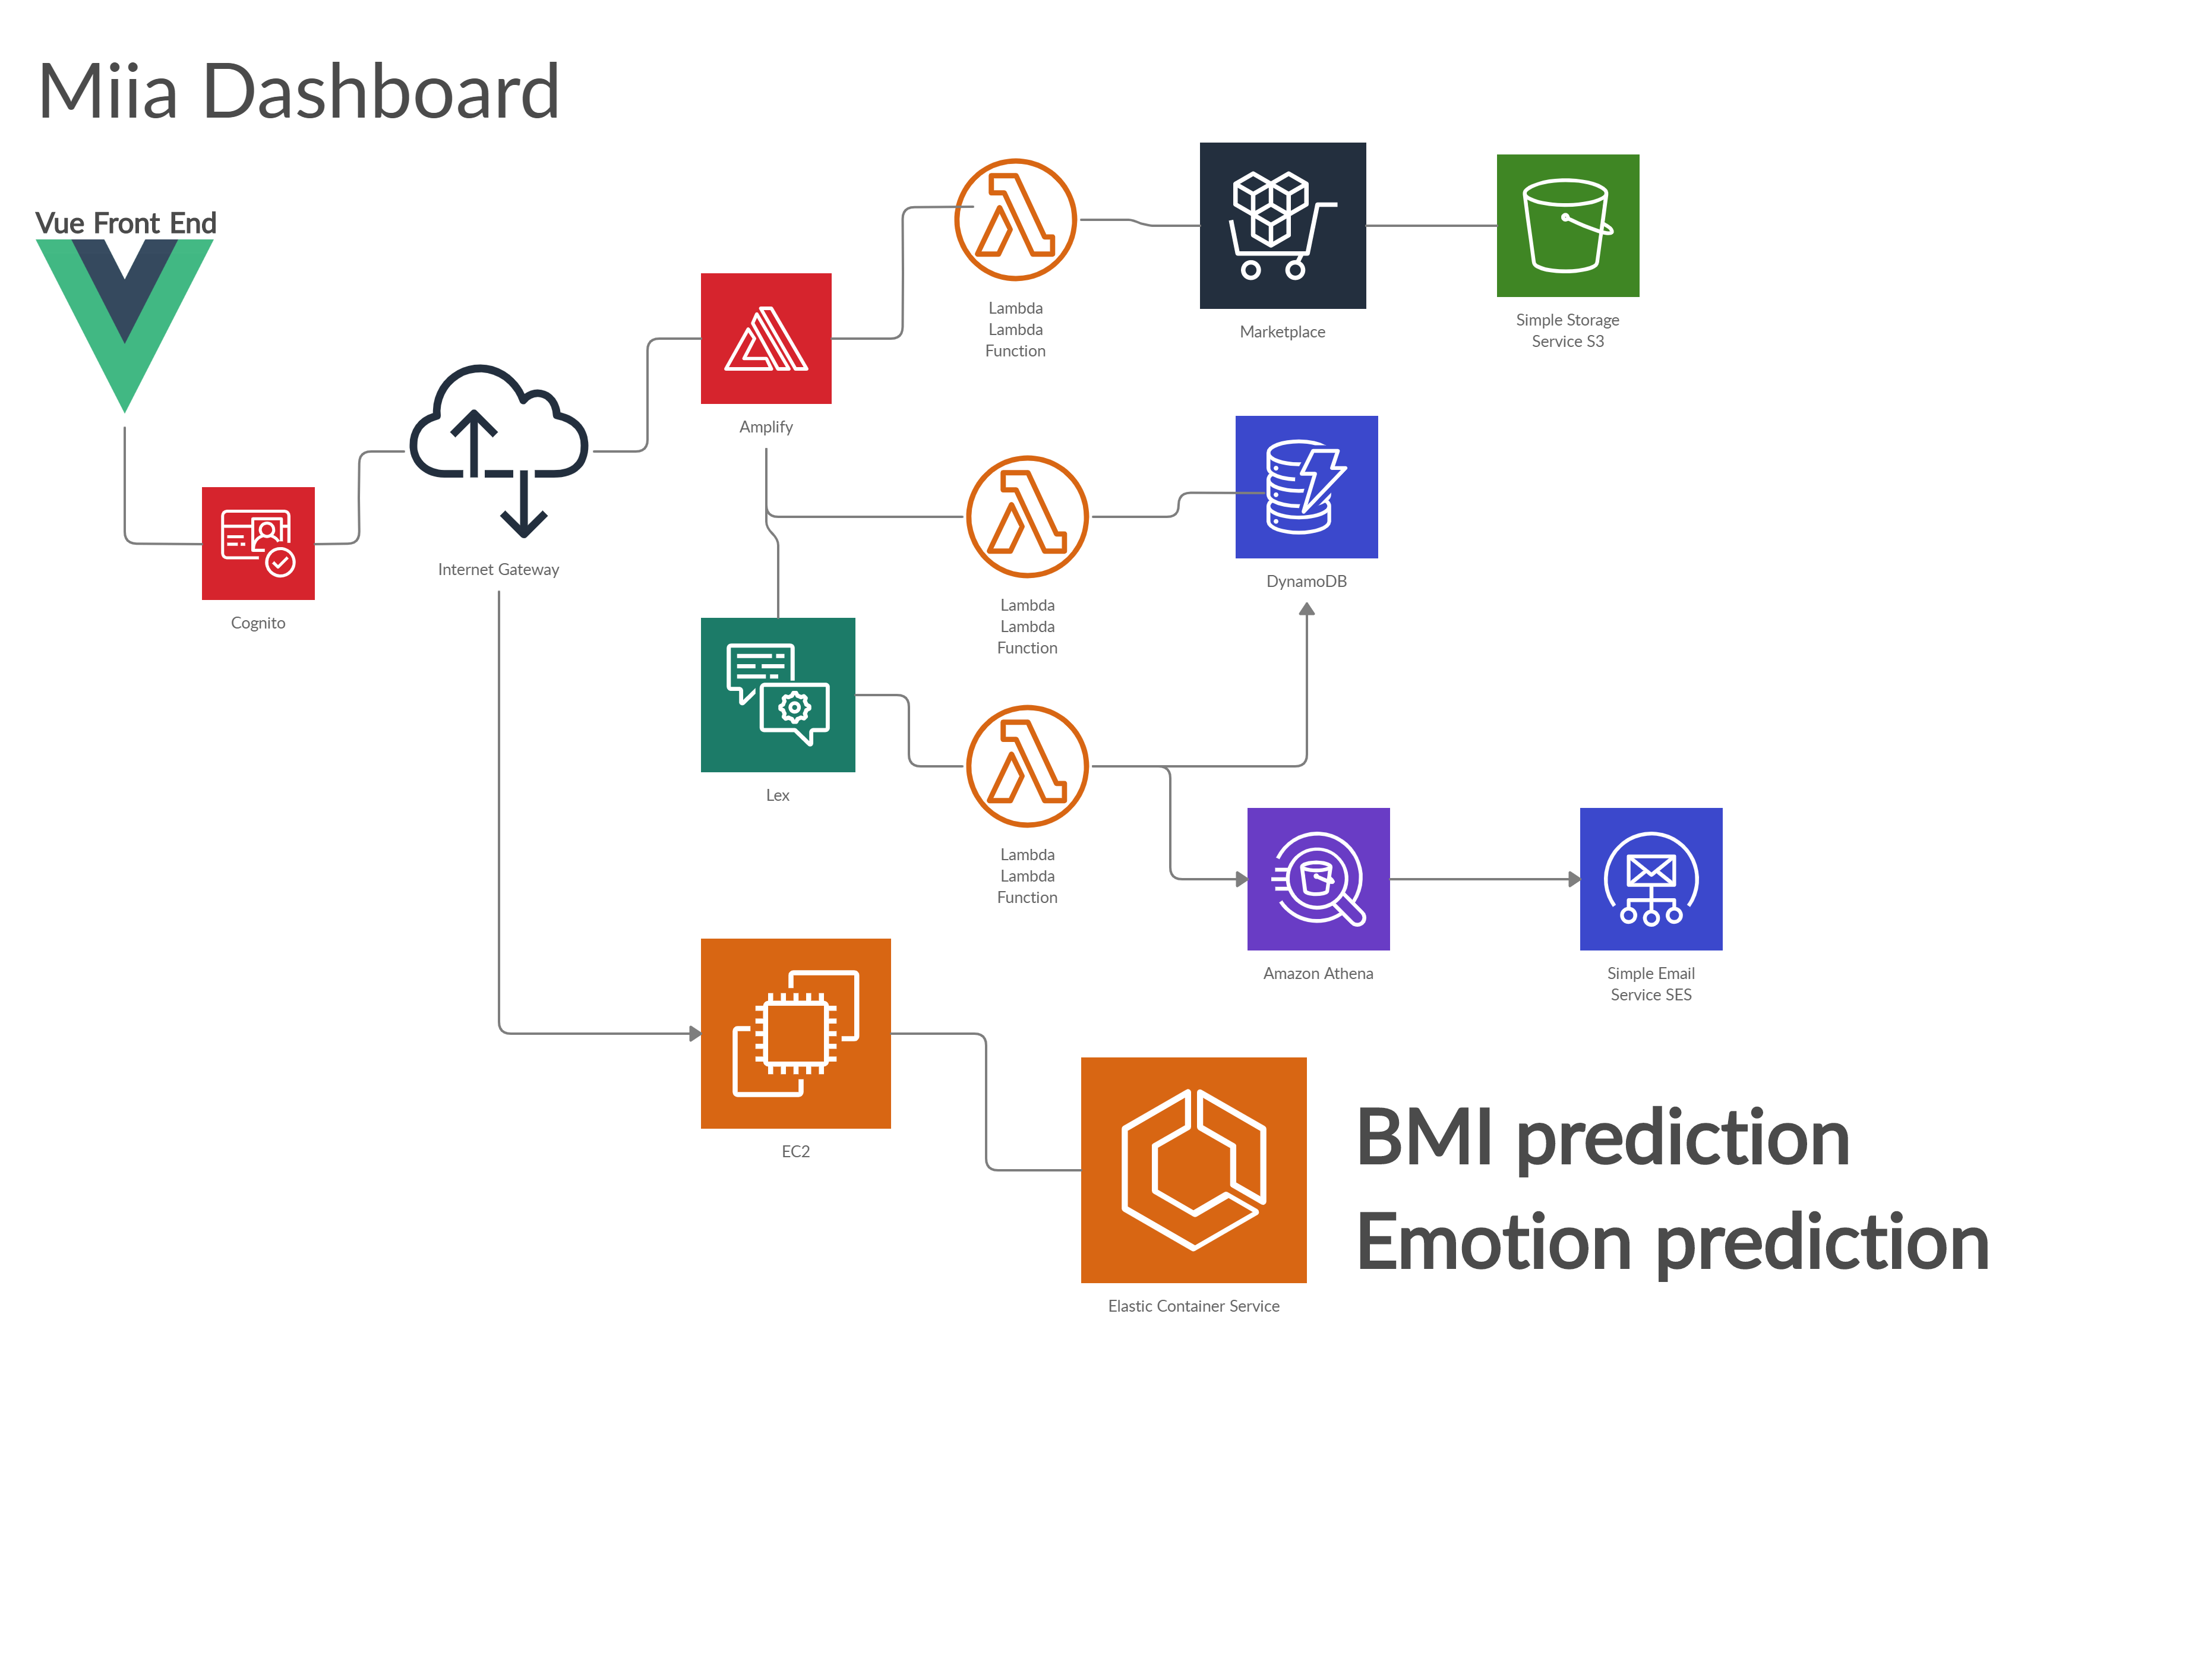 Miia Dashboard
Vue Front End
Lambda
Lambda
Function
Marketplace
Simple Storage
Service S3
Amplify
Internet Gateway
Cognito
Lambda
Lambda
Function
DynamoDB
Lex
Lambda
Lambda
Function
Amazon Athena
Simple Email
Service SES
EC2
BMI prediction
Emotion prediction
Elastic Container Service